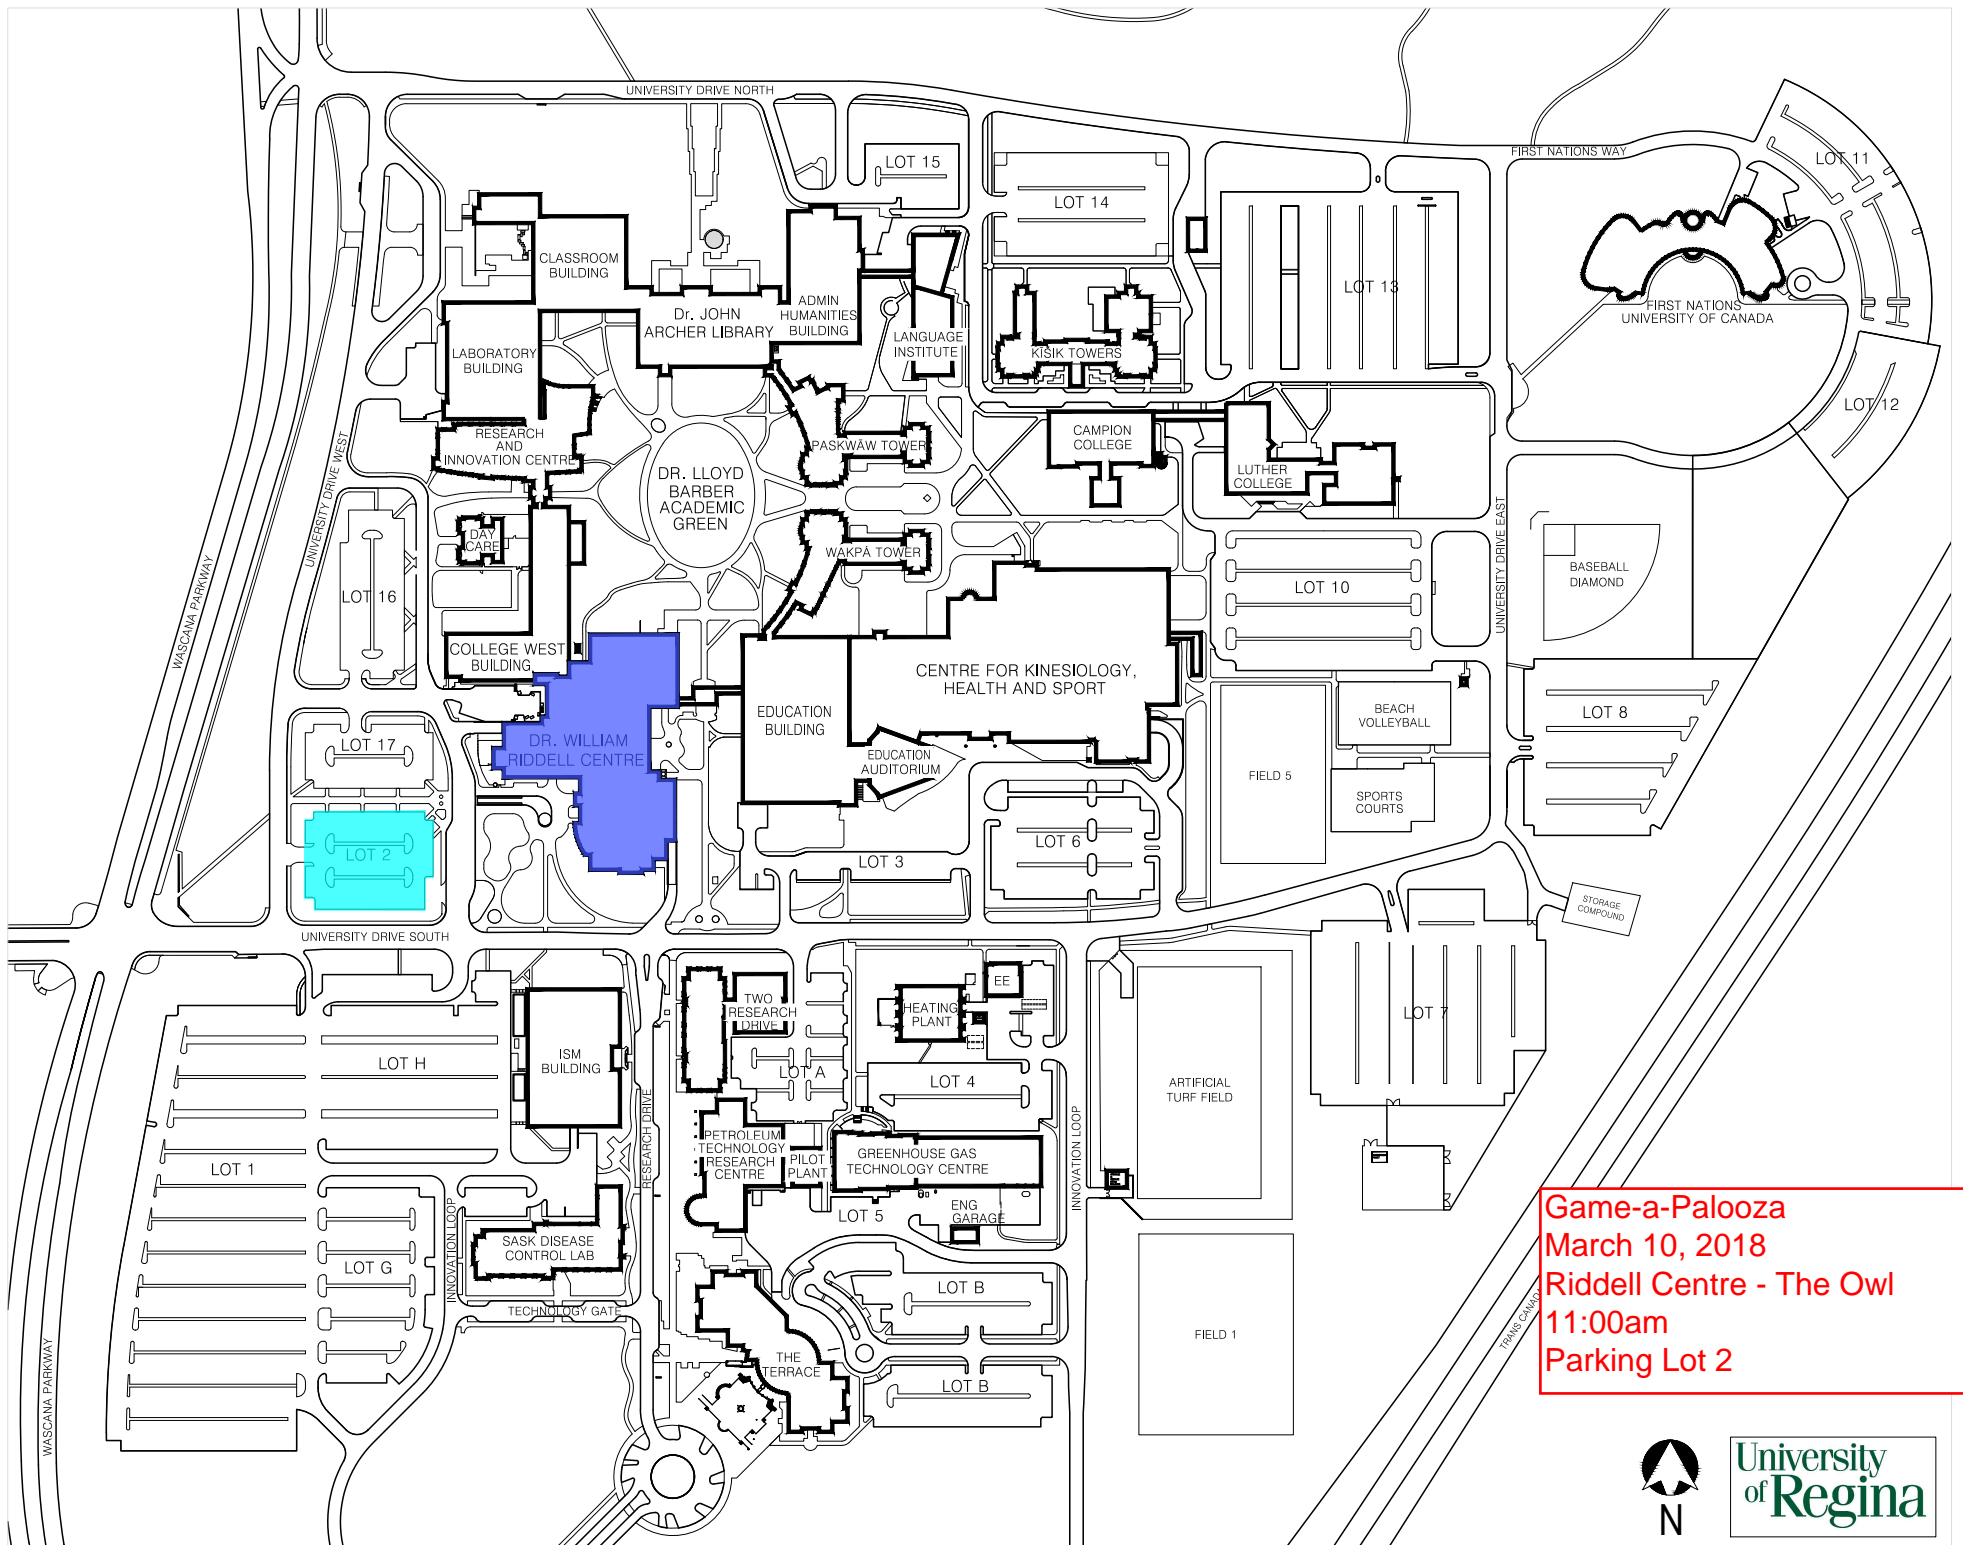 UNIVERSITY DRIVE NORTH
FIRST NATIONS WAY
LOT 15
LOT 11
LOT 14
CLASSROOM
BUILDING
LOT 13
ADMIN
HUMANITIES
BUILDING
Dr. JOHN
ARCHER LIBRARY
FIRST NATIONS
UNIVERSITY OF CANADA
LANGUAGE
INSTITUTE
KĪSIK TOWERS
LABORATORY
BUILDING
LOT 12
RESEARCH
AND
INNOVATION CENTRE
PASKWĀW TOWER
CAMPION
COLLEGE
LUTHER
COLLEGE
DR. LLOYD
BARBER
ACADEMIC
GREEN
UNIVERSITY DRIVE WEST
UNIVERSITY DRIVE EAST
DAY
CARE
WAKPĀ TOWER
BASEBALL
DIAMOND
LOT 16
LOT 10
WASCANA PARKWAY
COLLEGE WEST
BUILDING
CENTRE FOR KINESIOLOGY,
HEALTH AND SPORT
EDUCATION
BUILDING
BEACH
VOLLEYBALL
LOT 8
LOT 17
DR. WILLIAM
RIDDELL CENTRE
EDUCATION
AUDITORIUM
FIELD 5
SPORTS
COURTS
LOT 2
LOT 3
LOT 6
STORAGE
COMPOUND
UNIVERSITY DRIVE SOUTH
TWO
RESEARCH
DRIVE
EE
HEATING
PLANT
LOT 7
LOT H
ISM
BUILDING
LOT A
LOT 4
ARTIFICIAL
TURF FIELD
RESEARCH DRIVE
INNOVATION LOOP
PETROLEUM
TECHNOLOGY
RESEARCH
CENTRE
PILOT
PLANT
GREENHOUSE GAS
TECHNOLOGY CENTRE
LOT 1
LOT 5
ENG
GARAGE
INNOVATION LOOP
SASK DISEASE
CONTROL LAB
LOT G
LOT B
TECHNOLOGY GATE
FIELD 1
THE
TERRACE
LOT B
WASCANA PARKWAY
TRANS CANADA
Game-a-Palooza
March 10, 2018
Riddell Centre - The Owl
11:00am
Parking Lot 2
N
University
of Regina